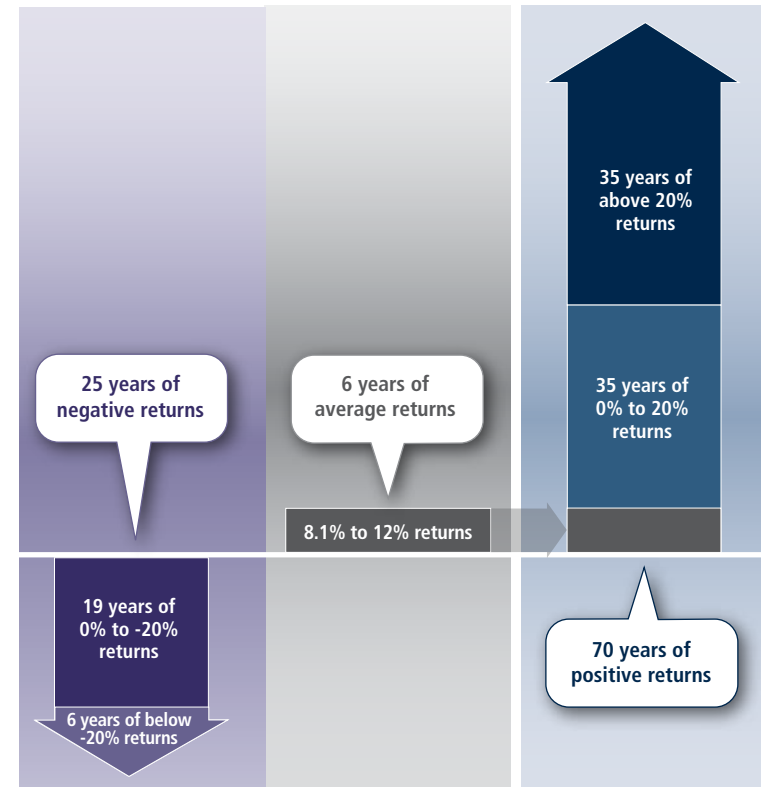 25 years of
negative returns
19 years of
0% to -20%
returns
6 years of below
-20% returns
6 years of
average returns
8.1% to 12% returns
35 years of
above 20%
returns
35 years of
0% to 20%
returns
70 years of
positive returns